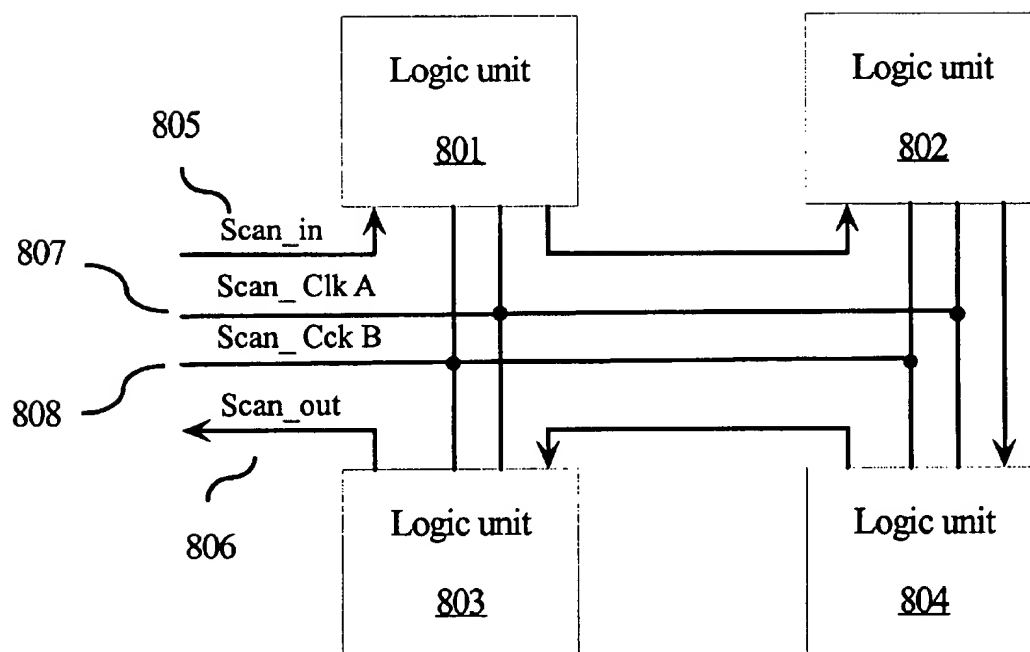 Logic unit
801
Logic unit
802
805
Scan_in
807
Scan_ Clk A
Scan_ Cck B
808
Scan_out
806
Logic unit
803
Logic unit
804